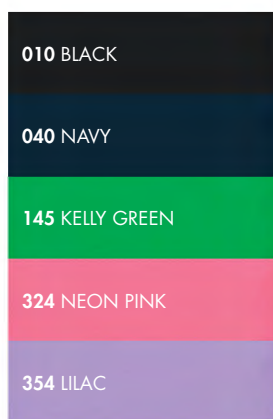 010 BLACK
040 NAVY
145 KELLY GREEN
324 NEON PINK
354 LILAC